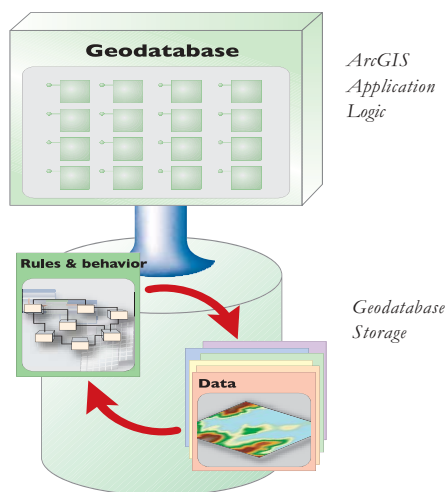 Geodatabase
ArcGIS
Application
Logic
Rules & behavior
Geodatabase
Storage
Data